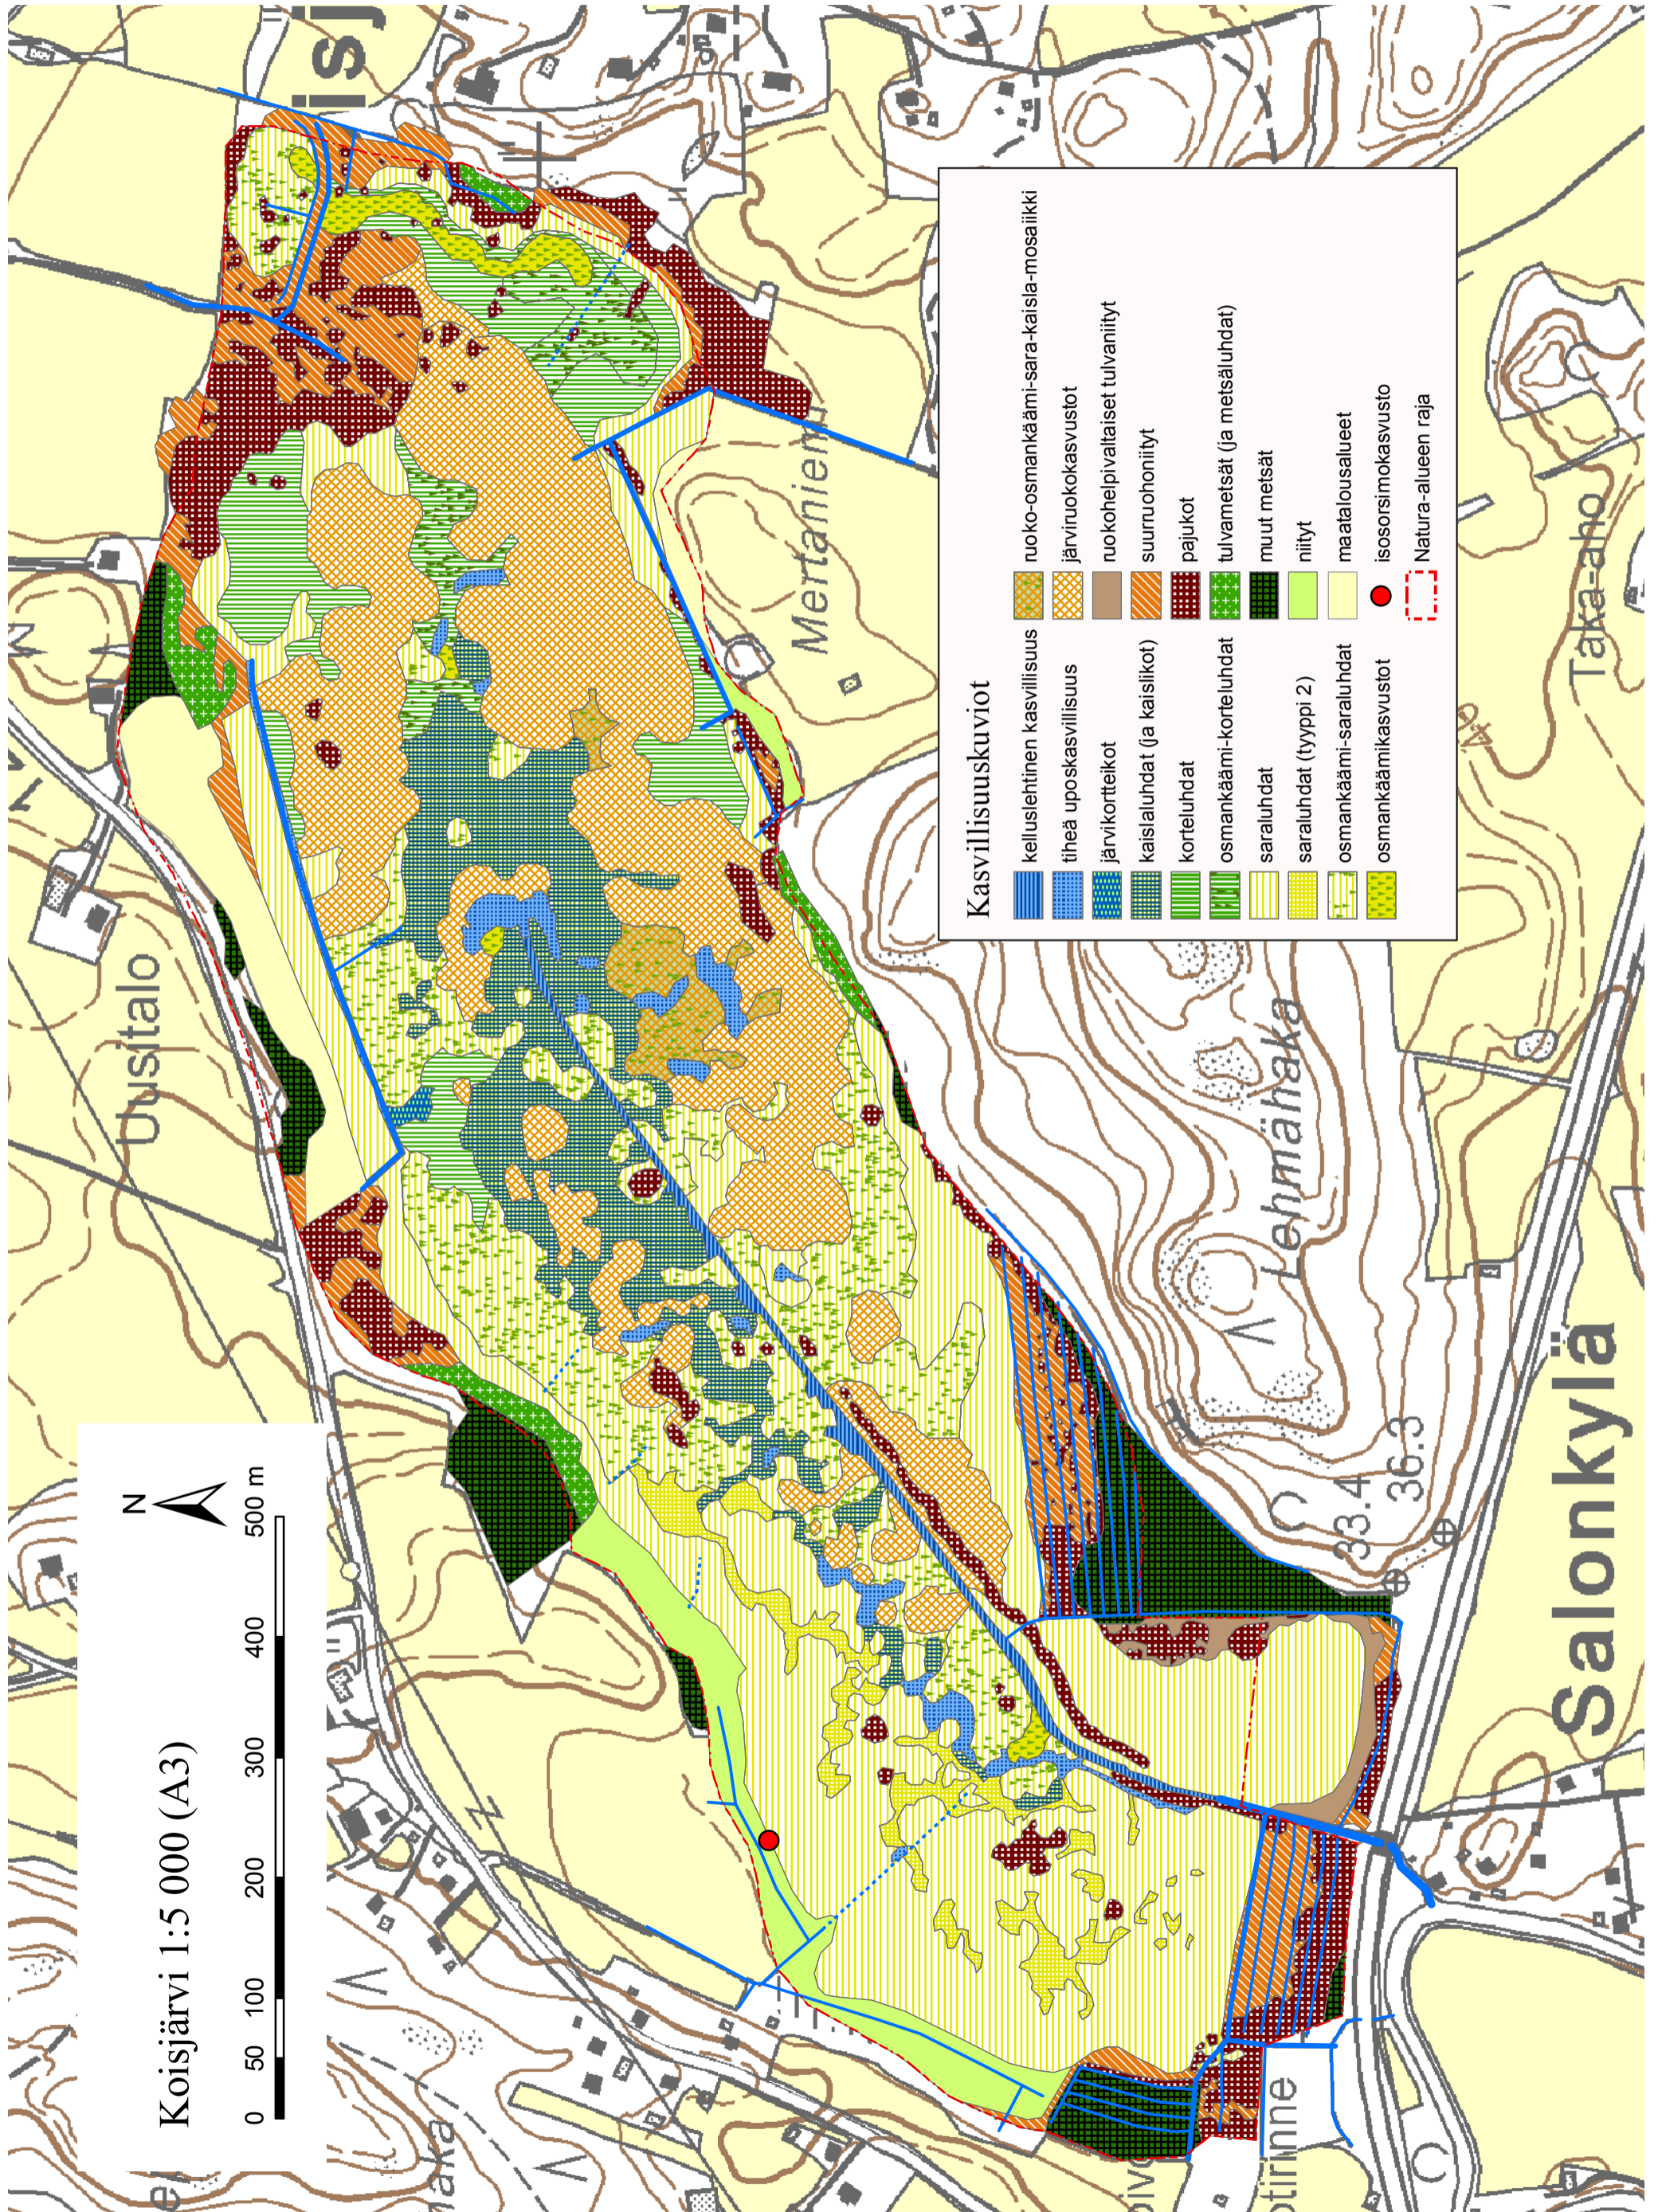 Koisjärvi 1:5 000 (A3)
0 50 100 200 300 400 500 m
N
Uusitalo
isj
Mertaniemi
Lehmähaka
Taka-aho
Salonkylä
33.4
36.3
Kasvillisuuskuviot
kelluslehtinen kasvillisuus
tiheä uposkasvillisuus
järvikortteikot
kaislaluhdat (ja kaislikot)
korteluhdat
osmankäämi-korteluhdat
saraluhdat
saraluhdat (tyyppi 2)
osmankäämi-saraluhdat
osmankäämikasvustot
ruoko-osmankäämi-sara-kaisla-mosaiikki
järviruokokasvustot
ruokohelpivaltaiset tulvaniityt
suurruohoniityt
pajukot
tulvametsät (ja metsäluhdat)
muut metsät
niityt
maatalousalueet
isosorsimokasvusto
Natura-alueen raja